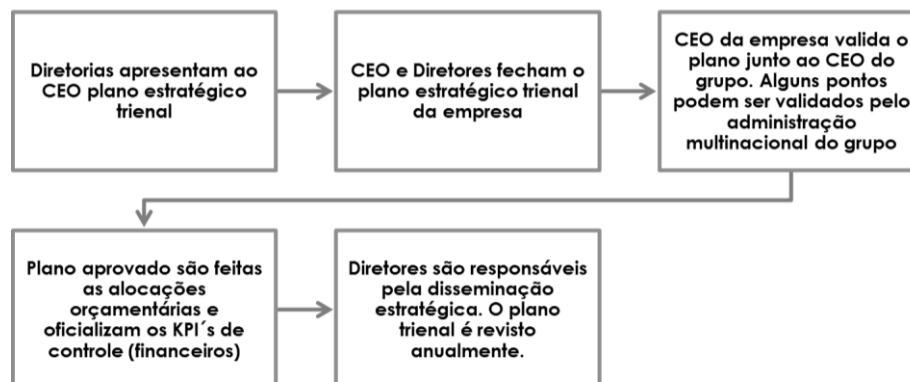 Diretorias apresentam ao
CEO plano estratégico
trienal
CEO e Diretores fecham o
plano estratégico trienal
da empresa
CEO da empresa valida o
plano junto ao CEO do
grupo. Alguns pontos
podem ser validados pelo
administração
multinacional do grupo
Plano aprovado são feitas
as alocações
orçamentárias e
oficializam os KPI´s de
controle (financeiros)
Diretores são responsáveis
pela disseminação
estratégica. O plano
trienal é revisto
anualmente.